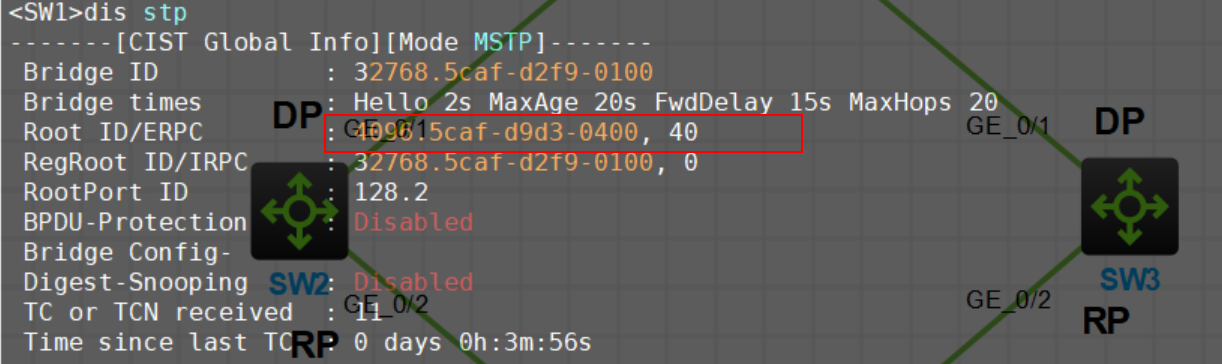 <SW1>dis stp
-------[CIST Global Info][Mode MSTP]-------
Bridge ID : 32768.5caf-d2f9-0100
Bridge times : Hello 2s MaxAge 20s FwdDelay 15s MaxHops 20
Root ID/ERPC : 4096.5caf-d9d3-0400, 40
RegRoot ID/IRPC : 32768.5caf-d2f9-0100, 0
RootPort ID : 128.2
BPDU-Protection : Disabled
Bridge Config-
Digest-Snooping : Disabled
TC or TCN received : 11
Time since last TC : 0 days 0h:3m:56s
DP
GE_0/1
SW2
GE_0/2
RP
GE_0/1
DP
SW3
GE_0/2
RP